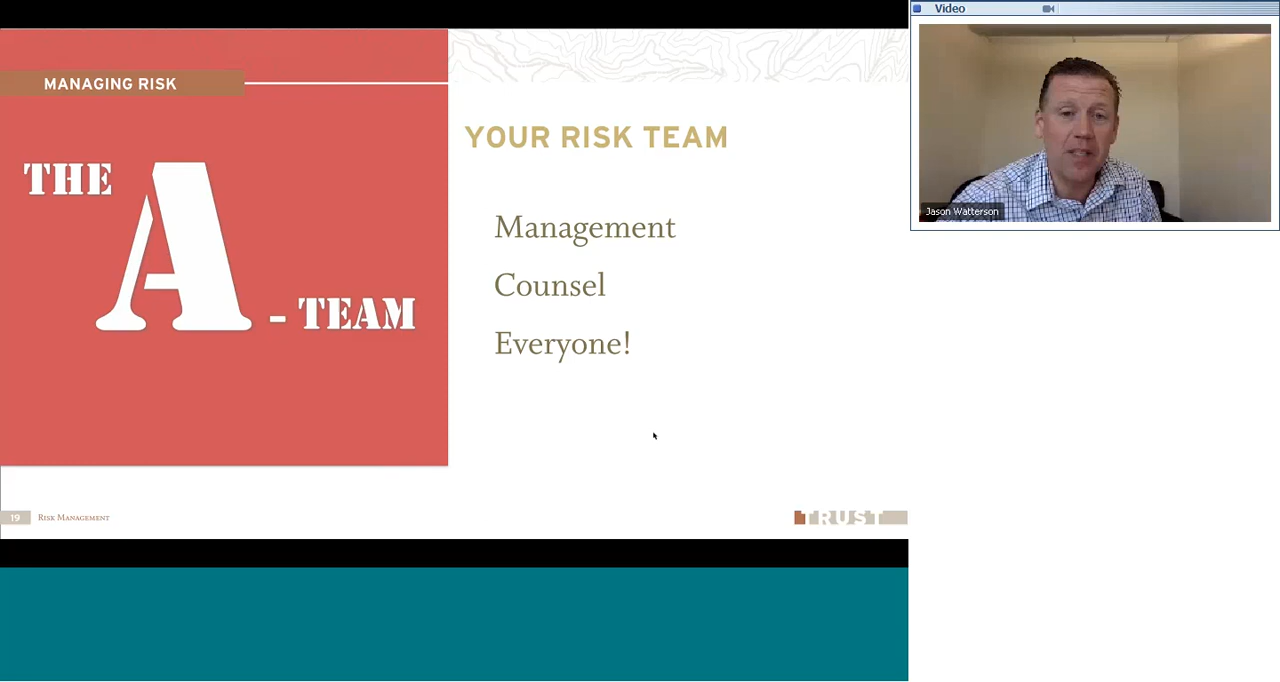 Video
MANAGING RISK
THE
A
- TEAM
YOUR RISK TEAM
Management
Counsel
Everyone!
Jason Watterson
19
RISK MANAGEMENT
TRUST